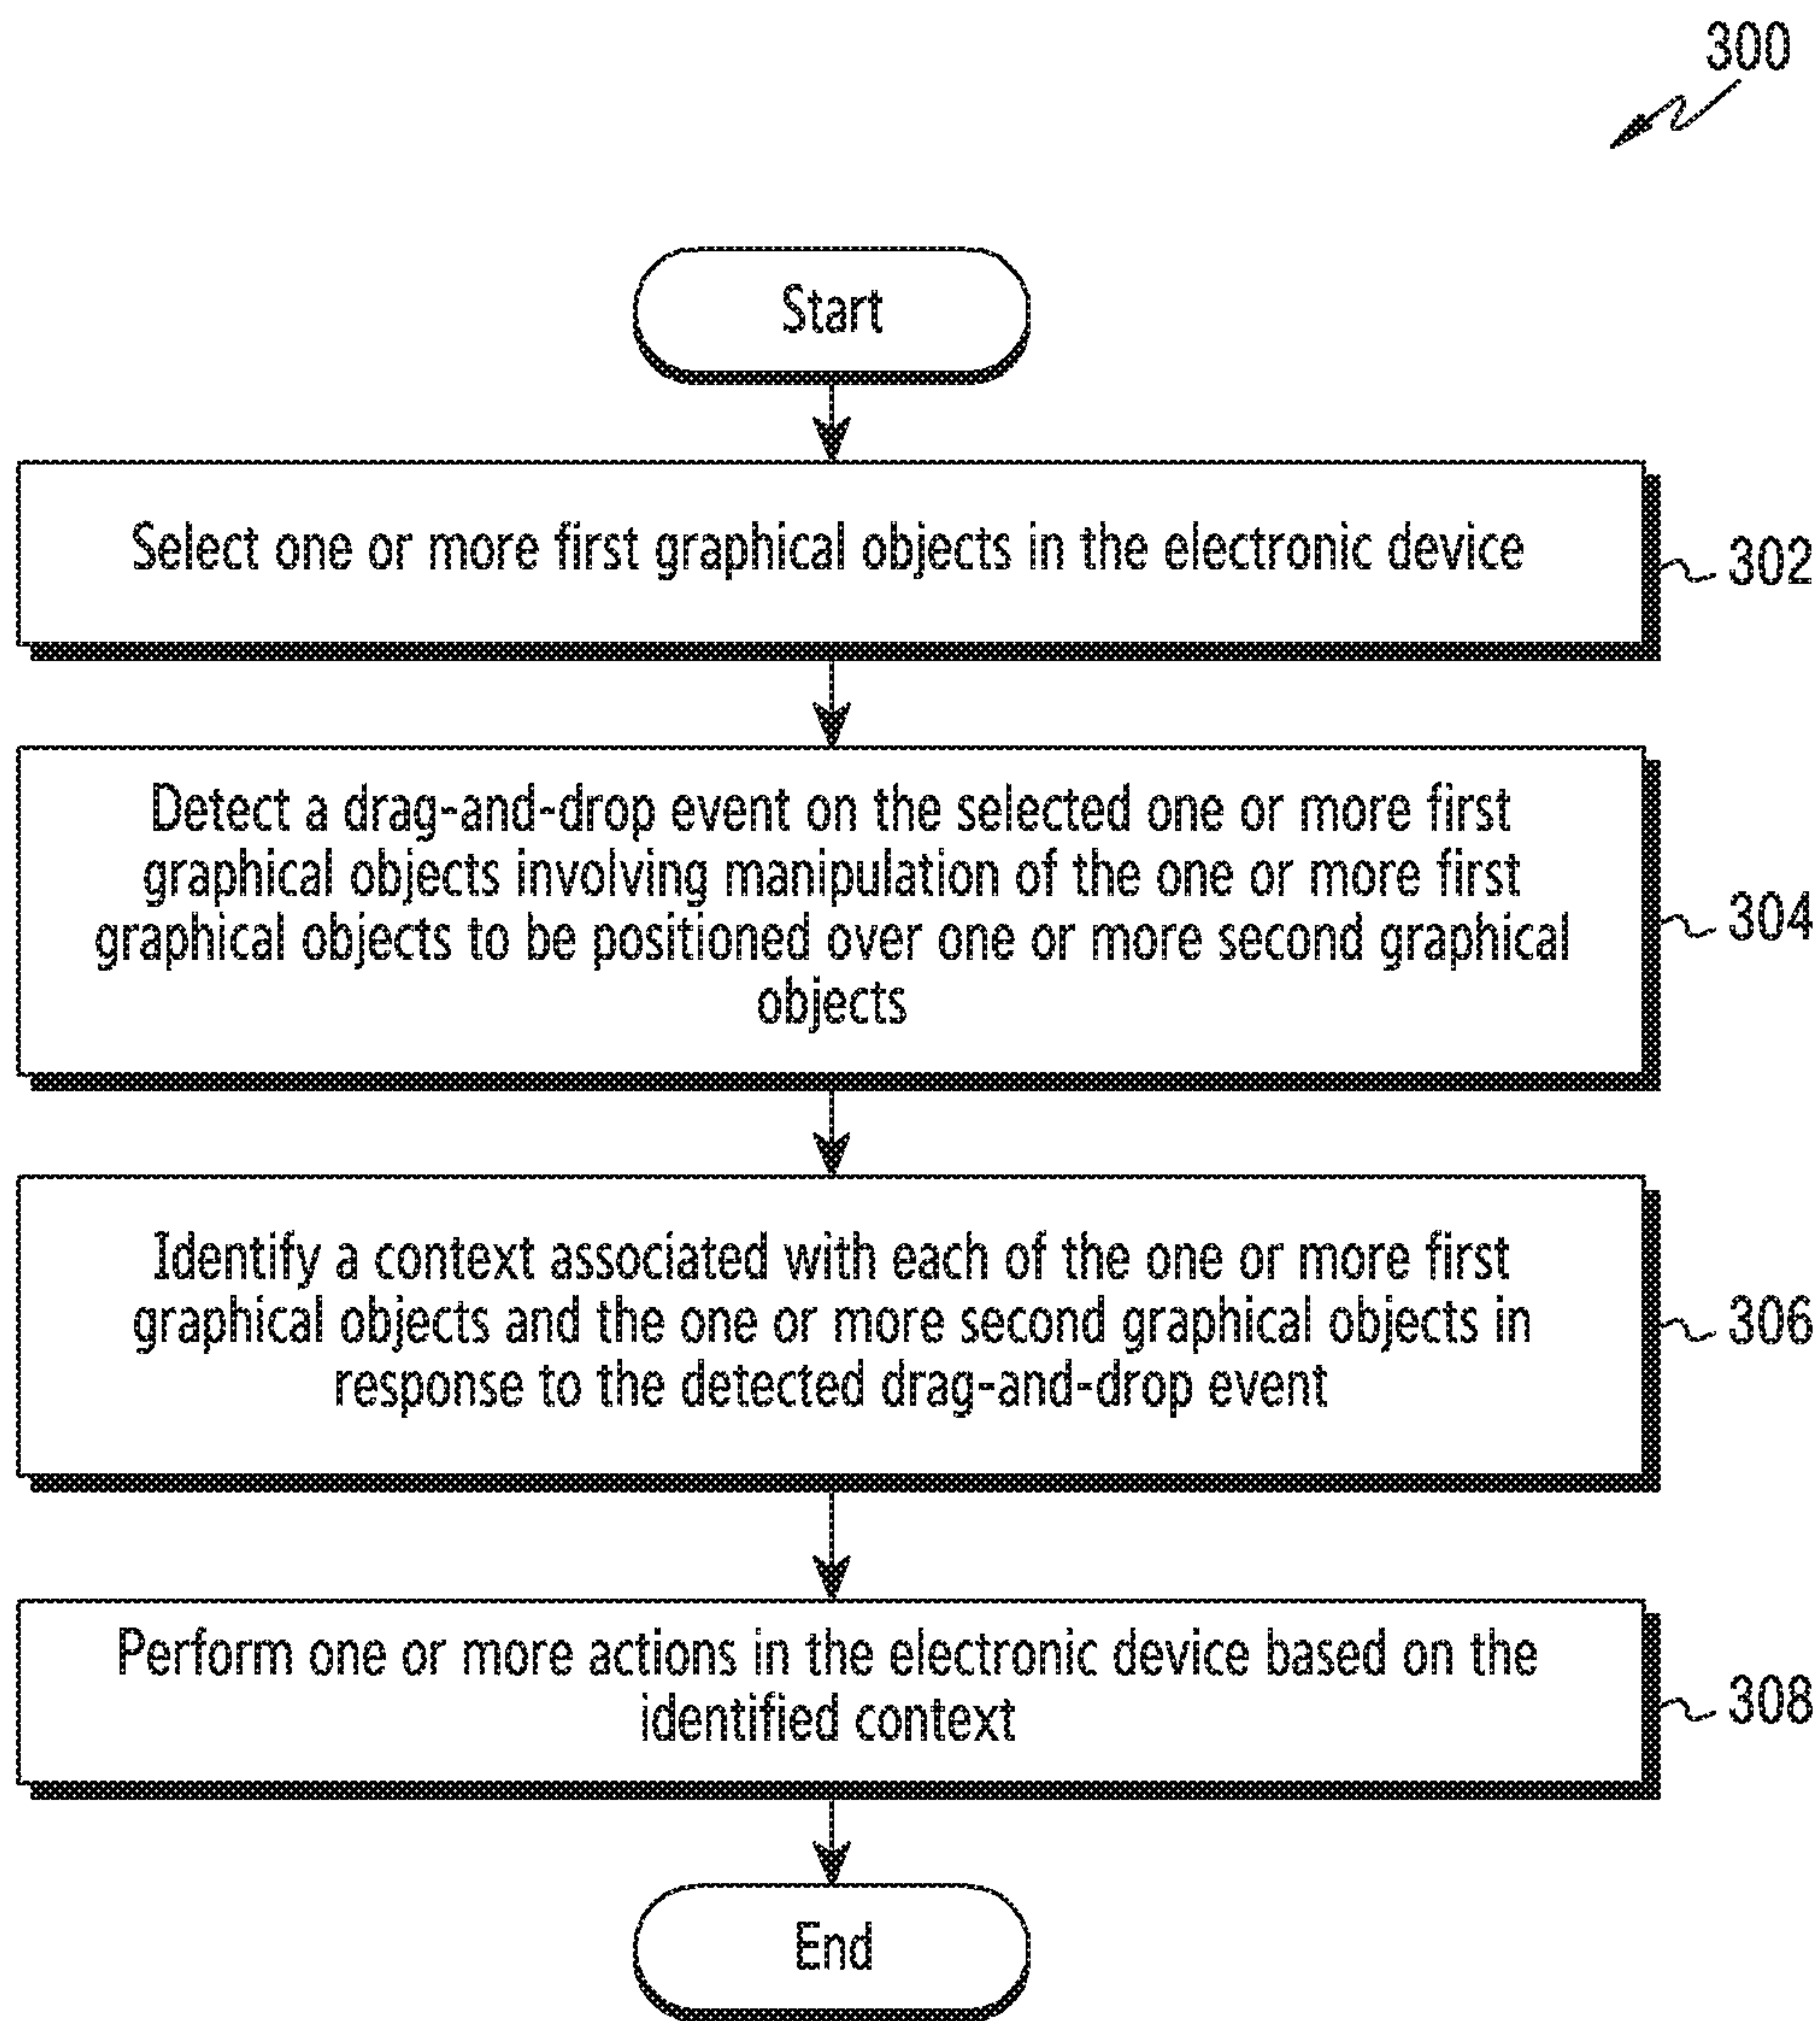 300
Start
Select one or more first graphical objects in the electronic device
302
Detect a drag-and-drop event on the selected one or more first
graphical objects involving manipulation of the one or more first
graphical objects to be positioned over one or more second graphical
objects
304
Identify a context associated with each of the one or more first
graphical objects and the one or more second graphical objects in
response to the detected drag-and-drop event
306
Perform one or more actions in the electronic device based on the
identified context
308
End